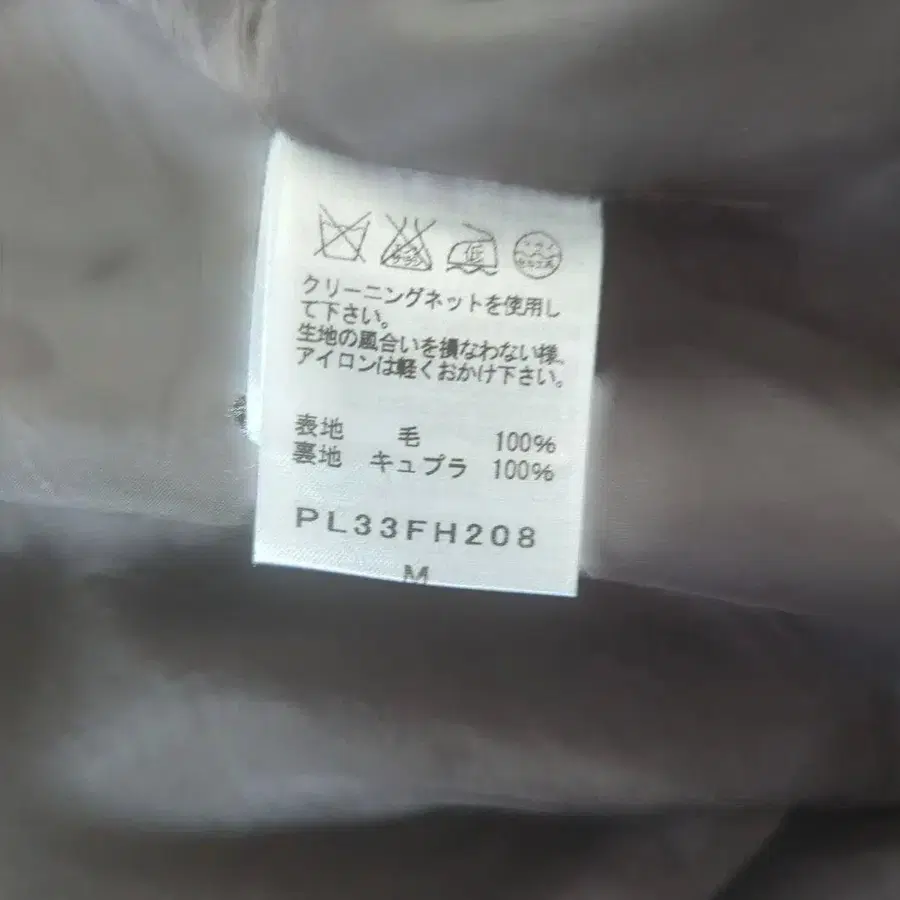 低
クリーニングネットを使用し
て下さい。
生地の風合いを損なわない様、
アイロンは軽くおかけ下さい。
表地 毛 100%
裏地 キュプラ 100%
PL33FH208
M